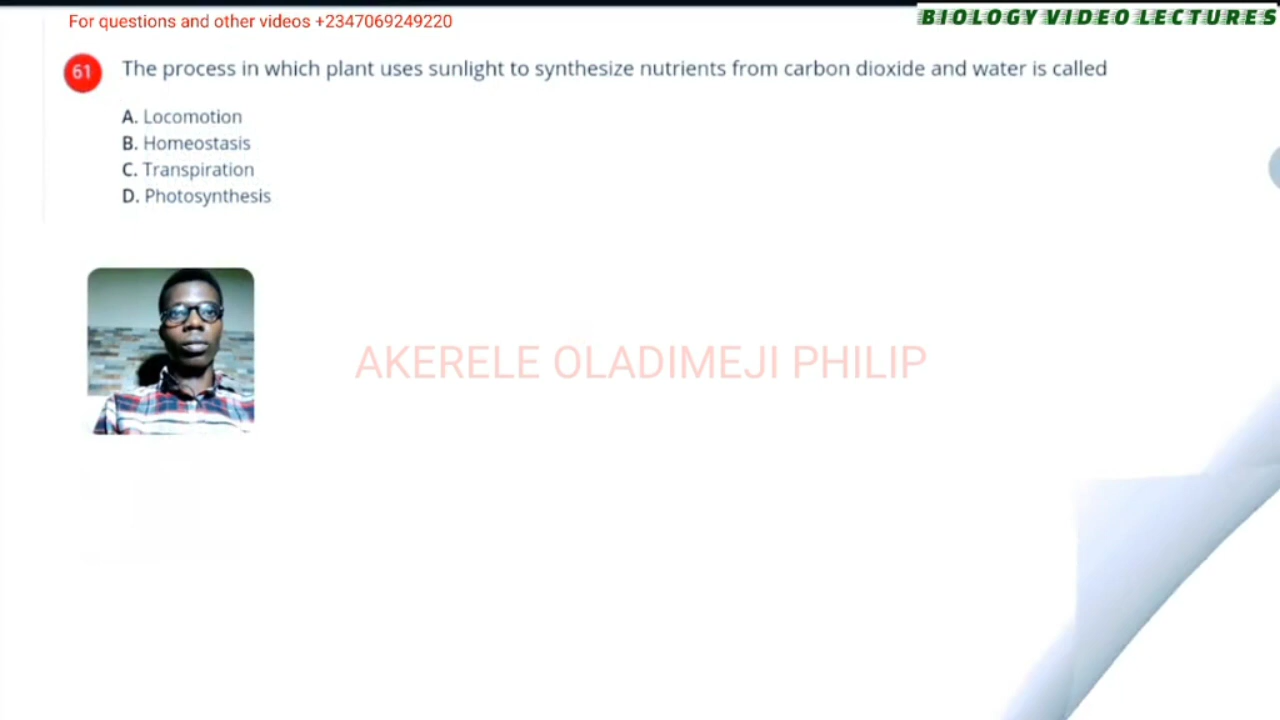 For questions and other videos +2347069249220
BIOLOGY VIDEO LECTURES
61
The process in which plant uses sunlight to synthesize nutrients from carbon dioxide and water is called
A. Locomotion
B. Homeostasis
C. Transpiration
D. Photosynthesis
AKERELE OLADIMEJI PHILIP